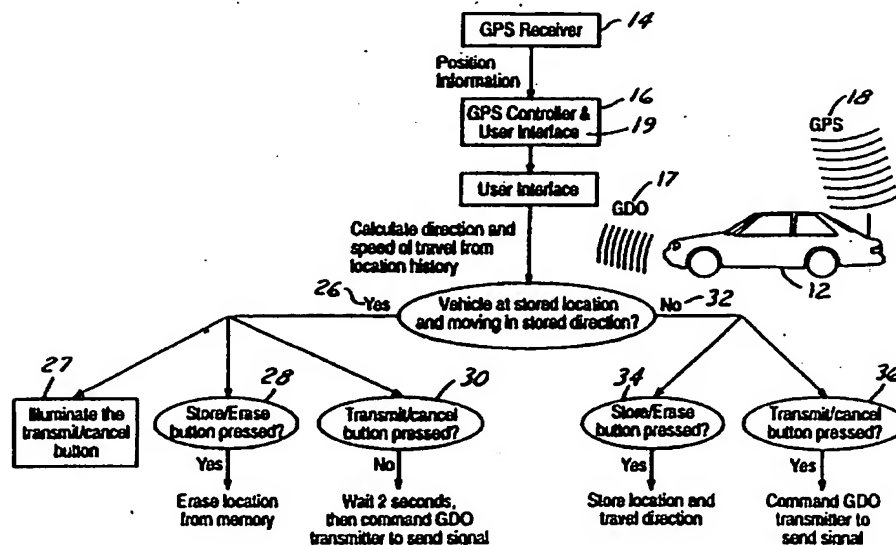 GPS Receiver
14
Position
Information
16
GPS Controller &
User Interface
19
18
GPS
User Interface
17
GDO
Calculate direction and
speed of travel from
location history
12
26
Yes
Vehicle at stored location
and moving in stored direction?
No
32
27
Illuminate the
transmit/cancel
button
28
Store/Erase
button pressed?
30
Transmit/cancel
button pressed?
34
Store/Erase
button pressed?
36
Transmit/cancel
button pressed?
Yes
Erase location
from memory
No
Wait 2 seconds,
then command GDO
transmitter to send signal
Yes
Store location and
travel direction
Yes
Command GDO
transmitter to
send signal